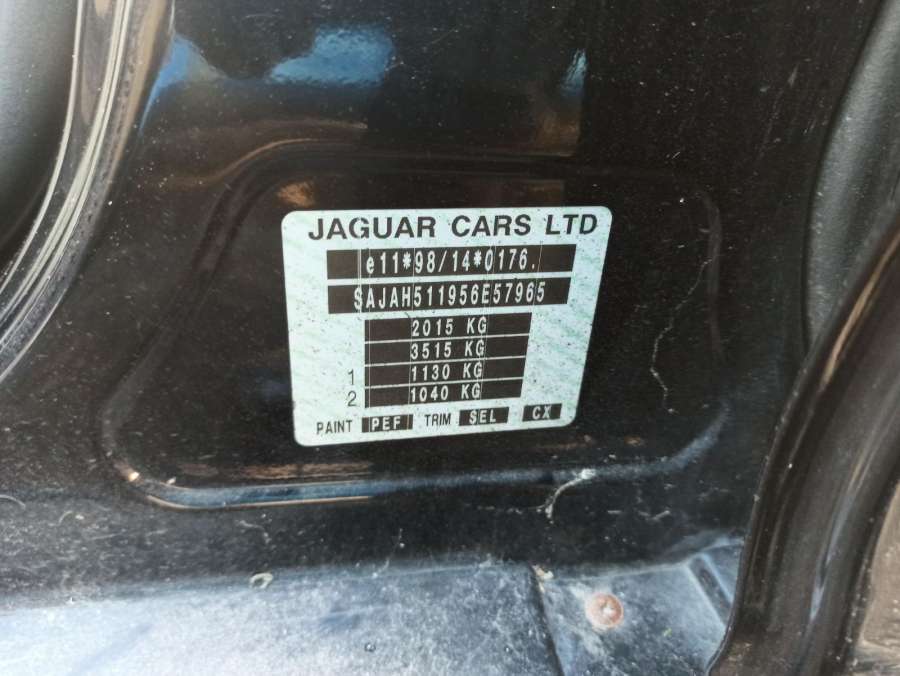 JAGUAR CARS LTD
e11*98/14*0176.
SAJAH511956E57965
2015 KG
3515 KG
1 1130 KG
2 1040 KG
PAINT PEF TRIM SEL CX